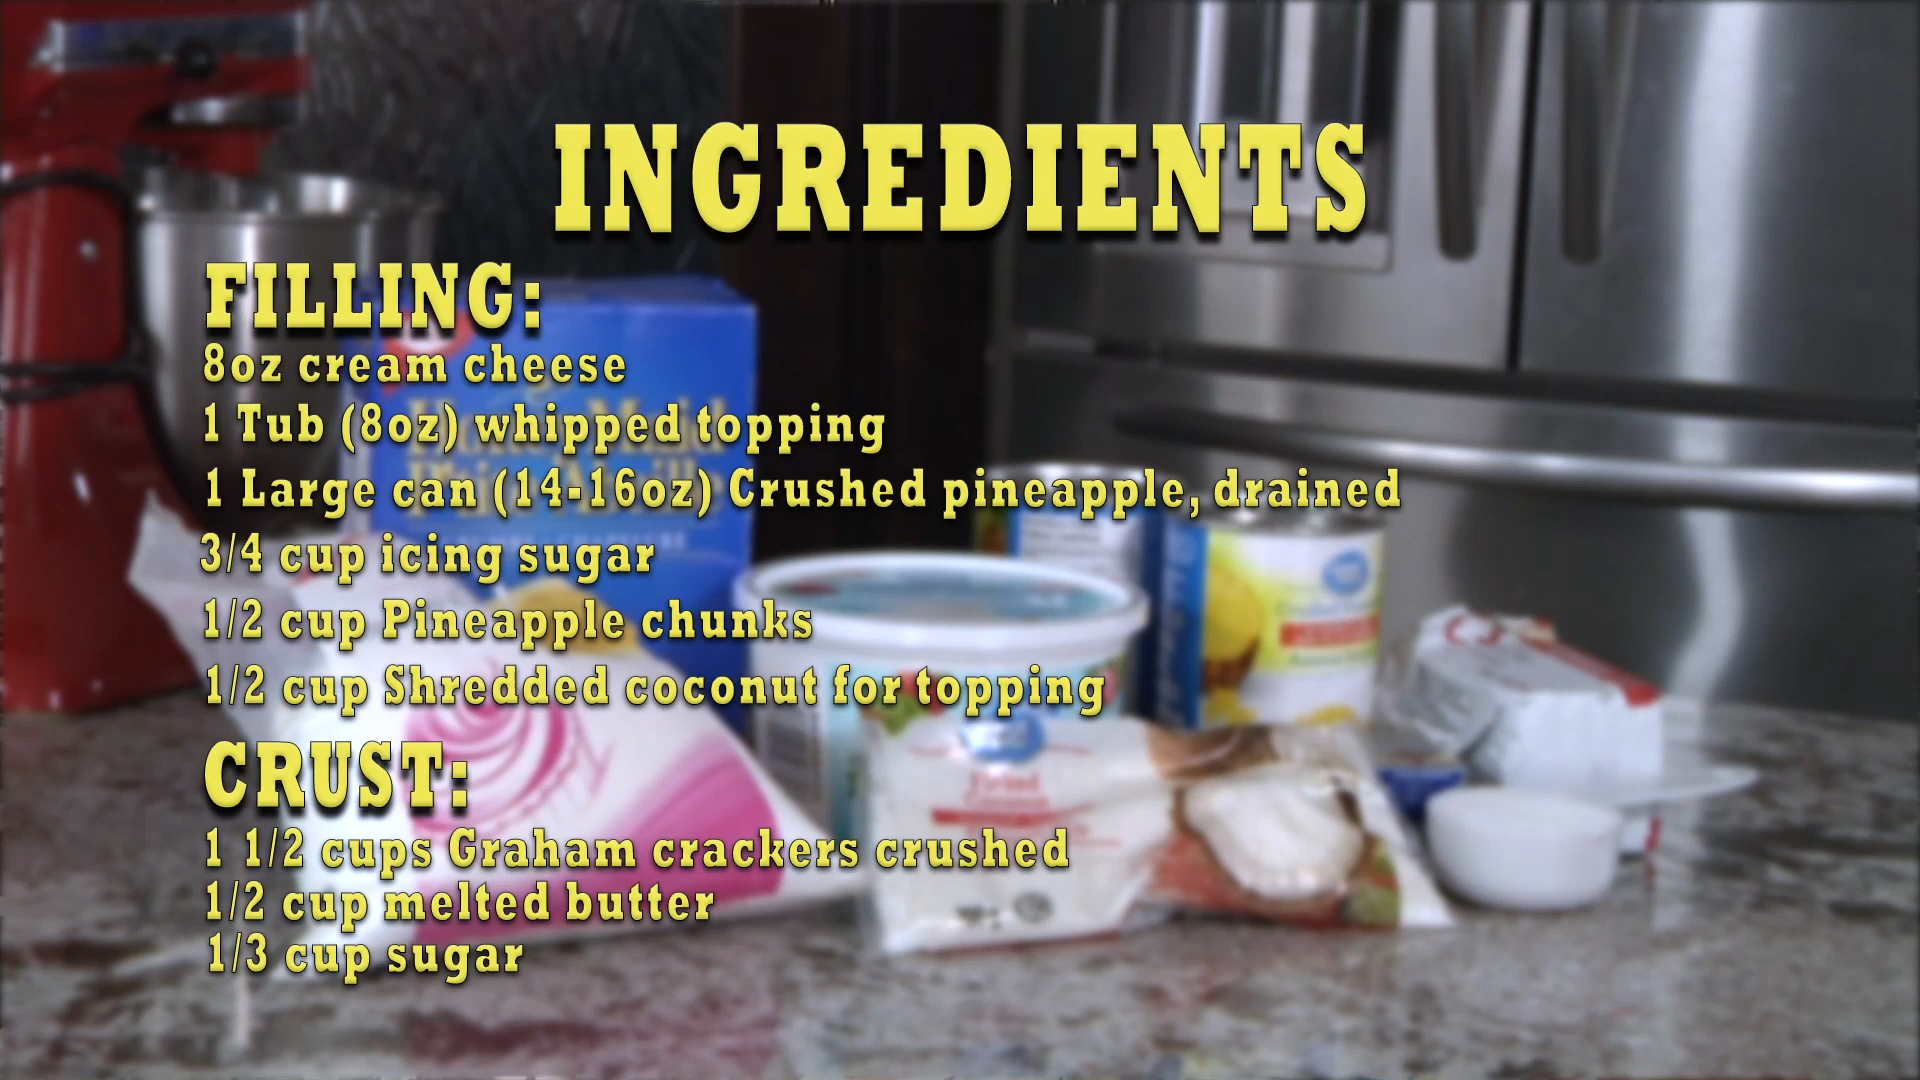 INGREDIENTS
FILLING:
8oz cream cheese
1 Tub (8oz) whipped topping
1 Large can (14-16oz) Crushed pineapple, drained
3/4 cup icing sugar
1/2 cup Pineapple chunks
1/2 cup Shredded coconut for topping
CRUST:
1 1/2 cups Graham crackers crushed
1/2 cup melted butter
1/3 cup sugar